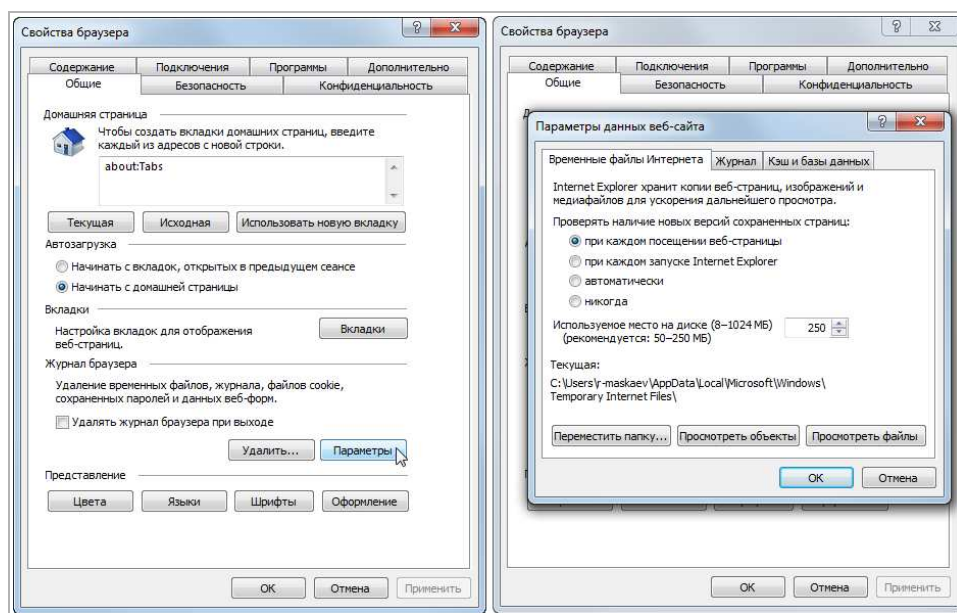 Свойства браузера
Содержание Подключения Программы Дополнительно
Общие Безопасность Конфиденциальность
Домашняя страница
Чтобы создать вкладки домашних страниц, введите
каждый из адресов с новой строки.
about:Tabs
Текущая Исходная Использовать новую вкладку
Автозагрузка
Начинать с вкладок, открытых в предыдущем сеансе
Начинать с домашней страницы
Вкладки
Настройка вкладок для отображения
веб-страниц.
Вкладки
Журнал браузера
Удаление временных файлов, журнала, файлов cookie,
сохраненных паролей и данных веб-форм.
Удалять журнал браузера при выходе
Удалить... Параметры
Представление
Цвета Языки Шрифты Оформление
ОК Отмена Применить
Свойства браузера
Содержание Подключения Программы Дополнительно
Общие Безопасность Конфиденциальность
Параметры данных веб-сайта
Временные файлы Интернета Журнал Кэш и базы данных
Internet Explorer хранит копии веб-страниц, изображений и
медиафайлов для ускорения дальнейшего просмотра.
Проверять наличие новых версий сохраненных страниц:
при каждом посещении веб-страницы
при каждом запуске Internet Explorer
автоматически
никогда
Используемое место на диске (8–1024 МБ) 250
(рекомендуется: 50–250 МБ)
Текущая:
C:\Users\r-maskaev\AppData\Local\Microsoft\Windows\
Temporary Internet Files\
Переместить папку... Просмотреть объекты Просмотреть файлы
ОК Отмена
ОК Отмена Применить